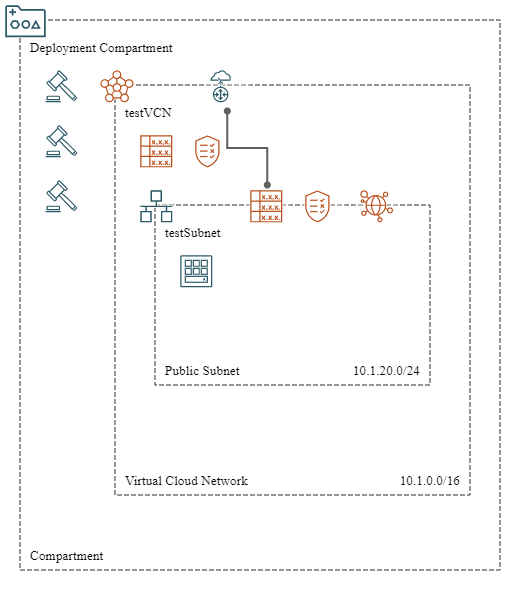 Deployment Compartment
testVCN
X.X.X.
X.X.X.
X.X.X.
X.X.X.
X.X.X.
X.X.X.
testSubnet
Public Subnet 10.1.20.0/24
Virtual Cloud Network 10.1.0.0/16
Compartment